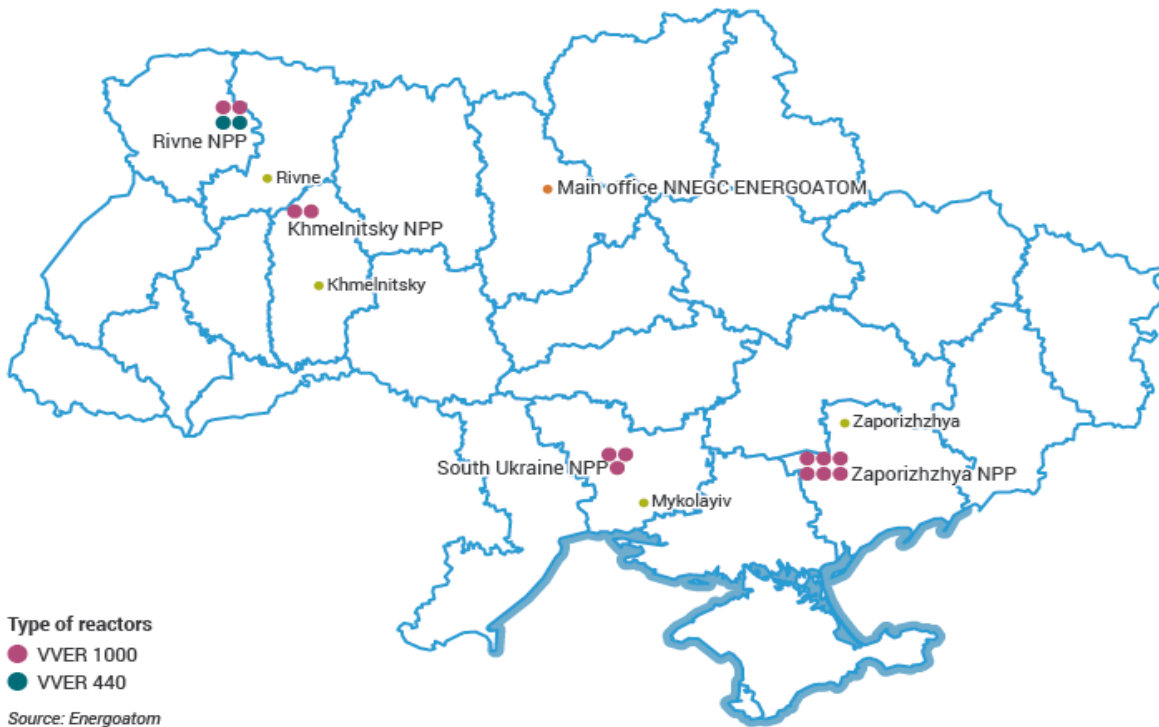 Rivne NPP
Rivne
Main office NNEGC ENERGOATOM
Khmelnitsky NPP
Khmelnitsky
Zaporizhzhya
South Ukraine NPP
Zaporizhzhya NPP
Mykolayiv
Type of reactors
VVER 1000
VVER 440
Source: Energoatom